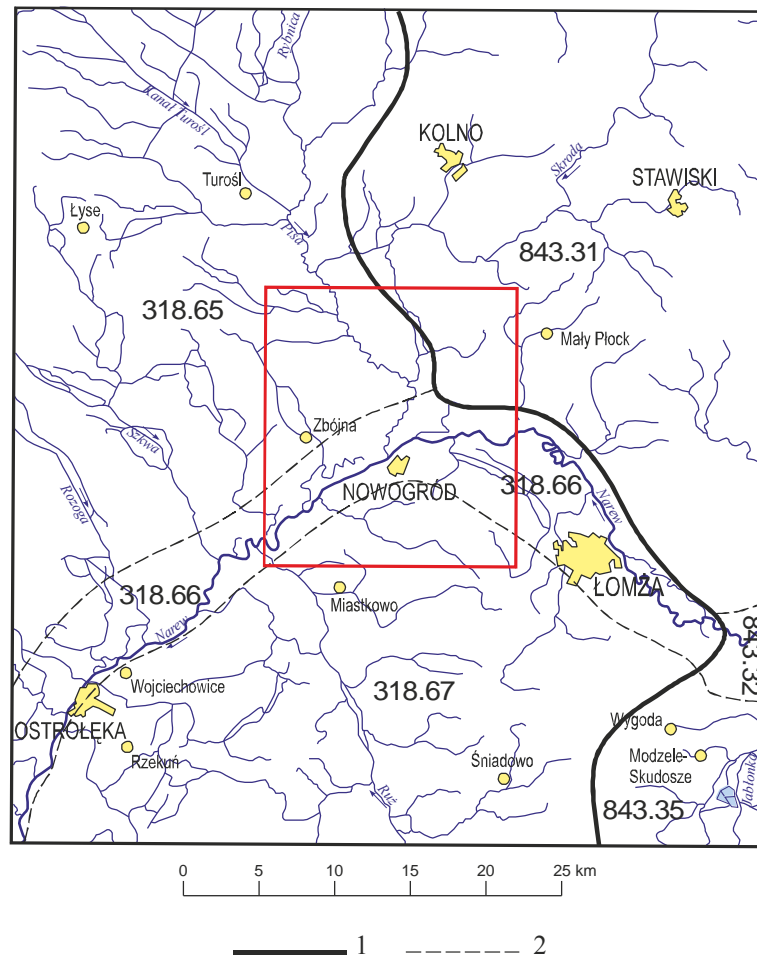 Rybnica
Kanał Turośl
KOLNO
Skroda
Turośl
STAWISKI
Łyse
Pisa
843.31
318.65
Mały Płock
Zbójna
Szkwa
NOWOGRÓD
318.66
Rozoga
Narew
ŁOMŻA
318.66
Miastkowo
Narew
843.32
Wojciechowice
318.67
OSTROŁĘKA
Wygoda
Rzekuń
Śniadowo
Modzele-
Skudosze
Ruż
Jabłonka
843.35
0 5 10 15 20 25 km
1 2